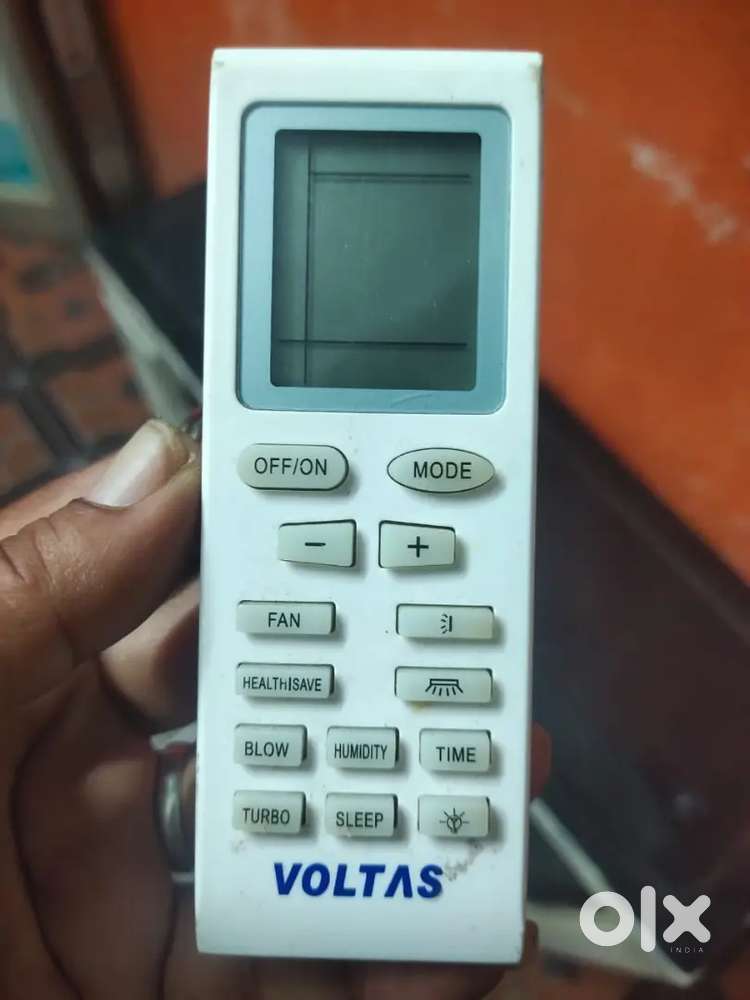 OFF/ON MODE
- +
FAN
HEALTH|SAVE
BLOW HUMIDITY TIME
TURBO SLEEP
VOLTAS
olx
INDIA